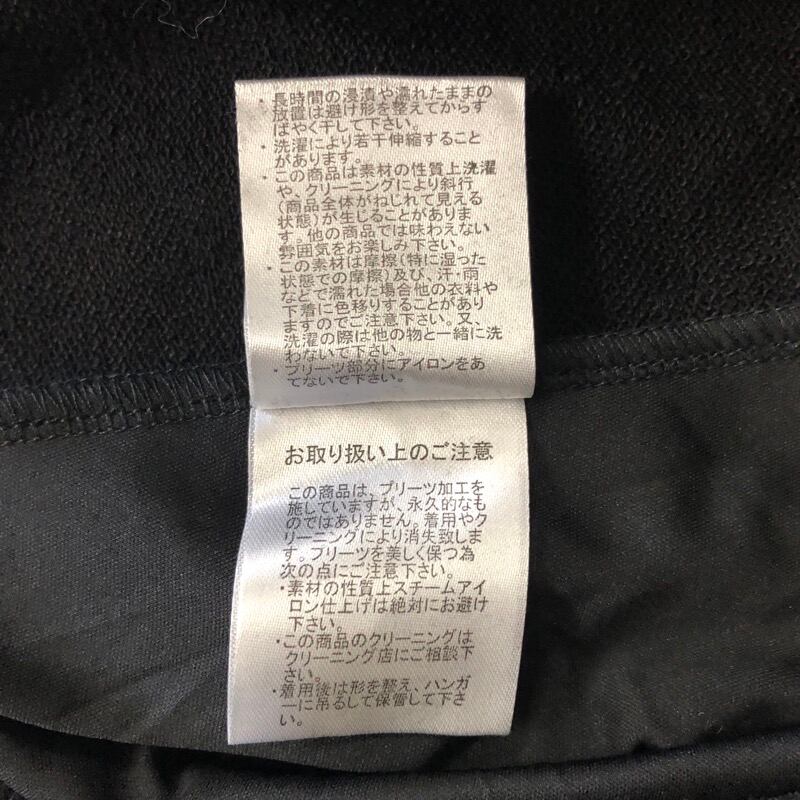 ・長時間の浸漬や濡れたままの
放置は避け形を整えてからす
ばやく干して下さい。
・洗濯により若干伸縮すること
があります。
・この商品は素材の性質上洗濯
や、クリーニングにより斜行
(商品全体がねじれて見える
状態)が生じることがありま
す。他の商品では味わえない
雰囲気をお楽しみ下さい。
・この素材は摩擦(特に湿った
状態での摩擦)及び、汗・雨
などで濡れた場合他の衣料や
下着に色移りすることがあり
ますのでご注意下さい。又、
洗濯の際は他の物と一緒に洗
わないで下さい。
・プリーツ部分にアイロンをあ
てないで下さい。
お取り扱い上のご注意
この商品は、プリーツ加工を
施していますが、永久的なも
のではありません。着用やク
リーニングにより消失致しま
す。プリーツを美しく保つ為
次の点にご注意下さい。
・素材の性質上スチームアイ
ロン仕上げは絶対にお避け
下さい。
・この商品のクリーニングは
クリーニング店にご相談下
さい。
・着用後は形を整え、ハンガ
ーに吊るして保管して下さ
い。